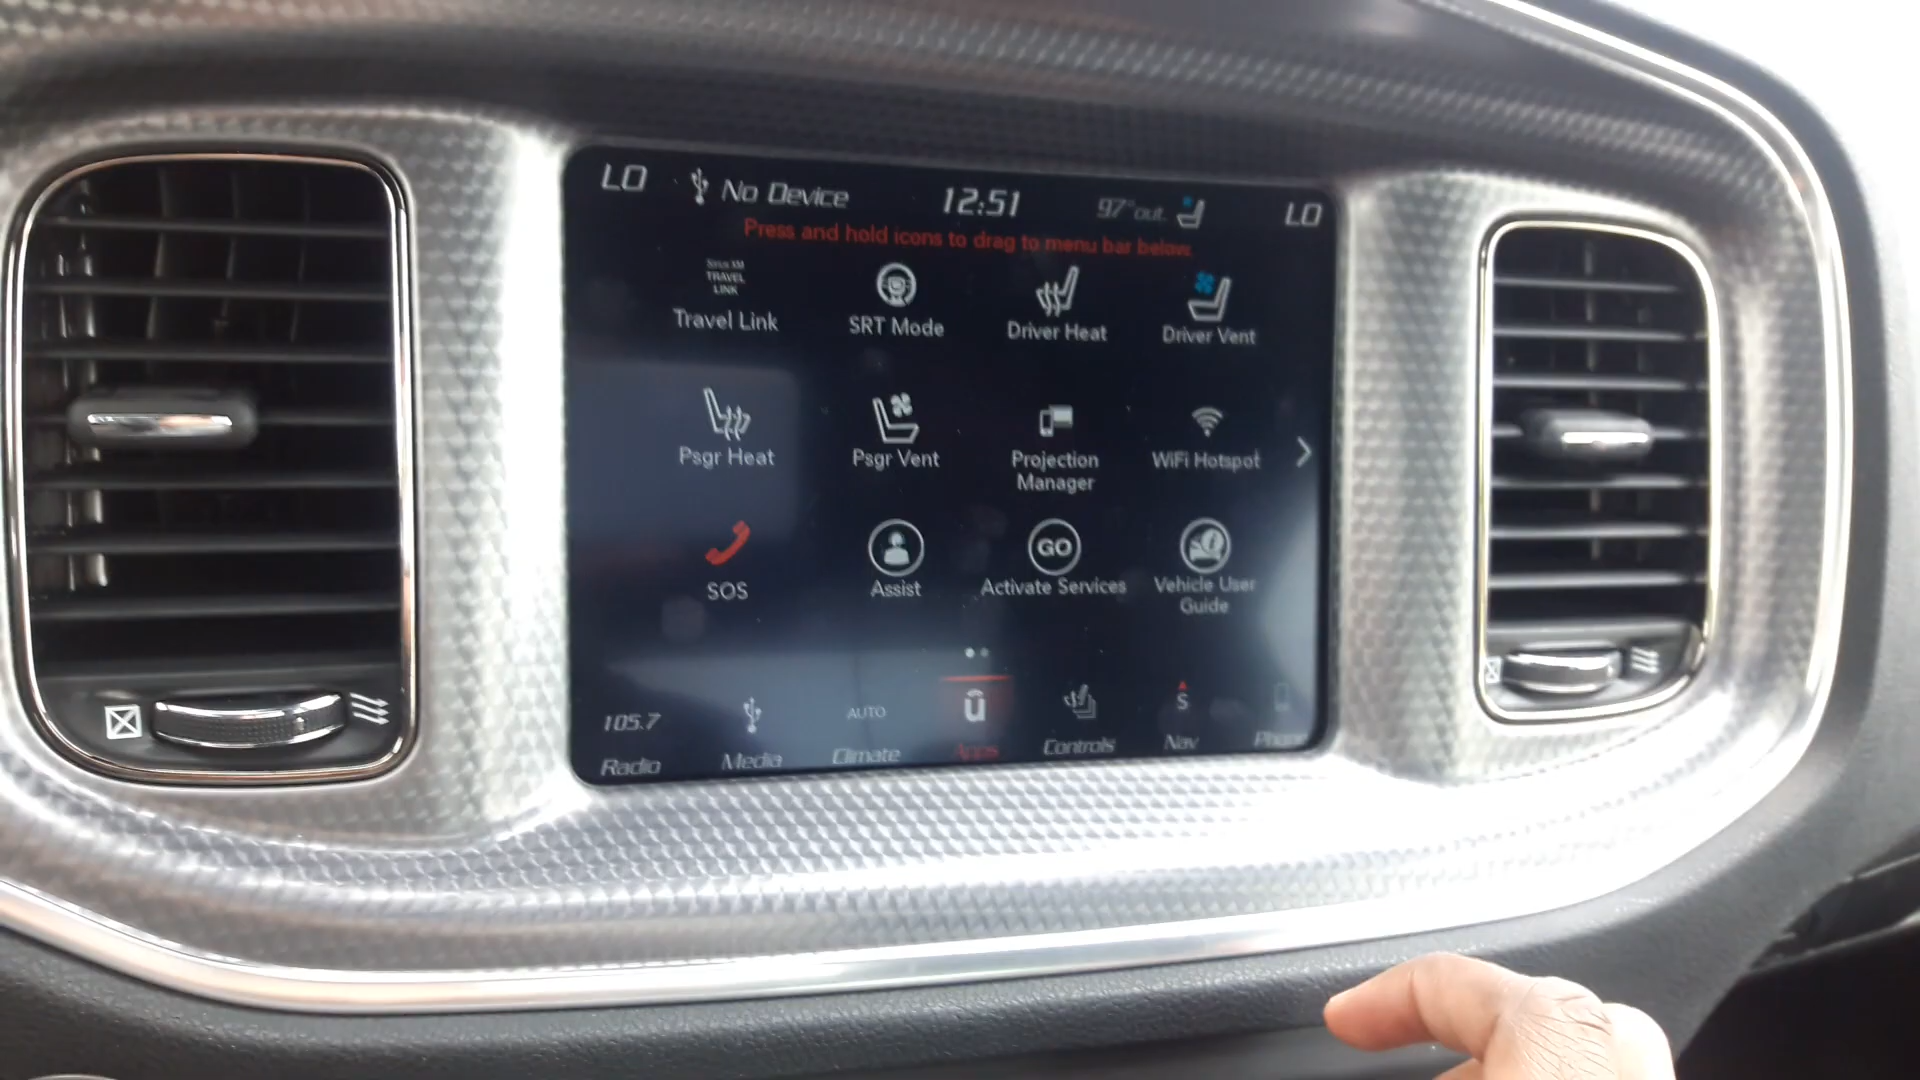 LO No Device 12:51 97° out. LO
Press and hold icons to drag to menu bar below.
Sirius XM
TRAVEL
LINK
Travel Link SRT Mode Driver Heat Driver Vent
Psgr Heat Psgr Vent Projection
Manager WiFi Hotspot
GO
SOS Assist Activate Services Vehicle User
Guide
105.7 AUTO ū S
Radio Media Climate Apps Controls Nav Phone